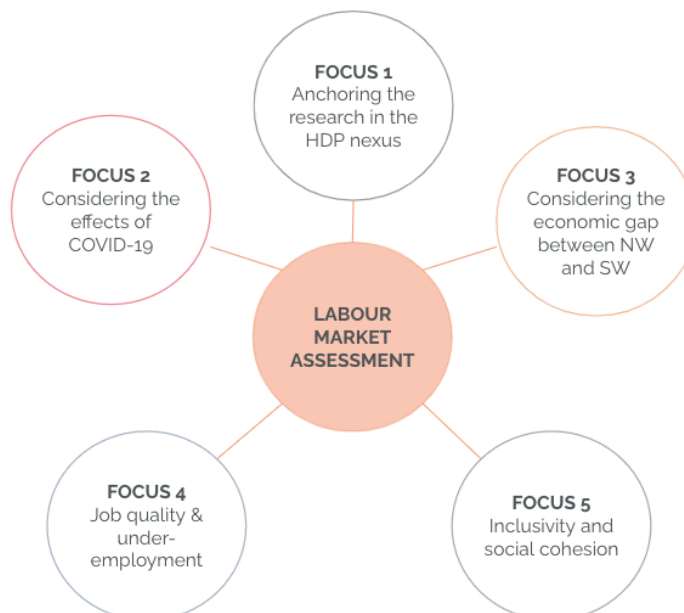 FOCUS 1
Anchoring the
research in the
HDP nexus
FOCUS 2
Considering the
effects of
COVID-19
FOCUS 3
Considering the
economic gap
between NW
and SW
LABOUR
MARKET
ASSESSMENT
FOCUS 4
Job quality &
under-
employment
FOCUS 5
Inclusivity and
social cohesion